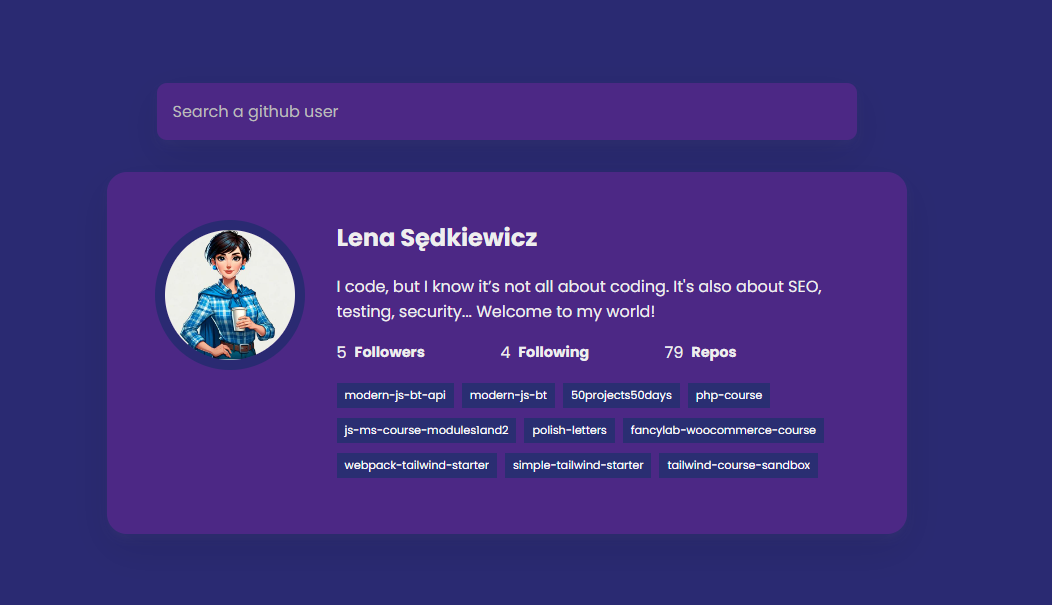 Search a github user
Lena Sędkiewicz
I code, but I know it’s not all about coding. It's also about SEO,
testing, security... Welcome to my world!
5 Followers 4 Following 79 Repos
modern-js-bt-api modern-js-bt 50projects50days php-course
js-ms-course-modules1and2 polish-letters fancylab-woocommerce-course
webpack-tailwind-starter simple-tailwind-starter tailwind-course-sandbox